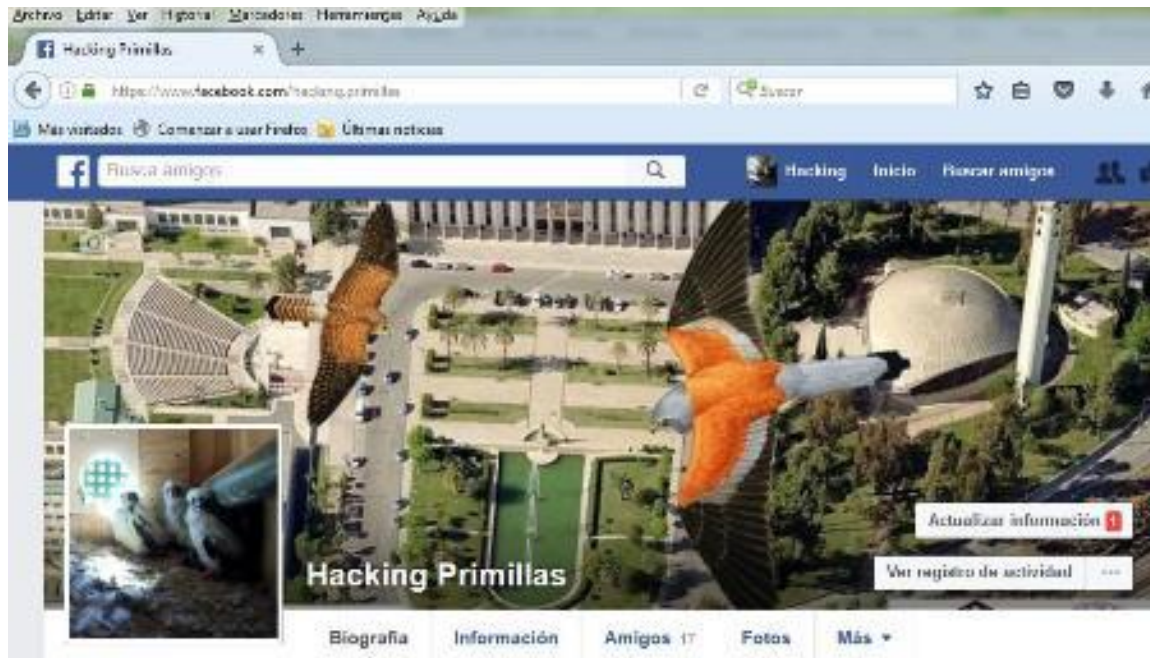 Archivo Editar Ver Historial Marcadores Herramientas Ayuda
Hacking Primillas × +
https://www.facebook.com/hacking.primillas Buscar
Más visitados Comenzar a usar Firefox Últimas noticias
f Busca amigos Hacking Inicio Buscar amigos
Actualizar información 1
Hacking Primillas Ver registro de actividad ...
Biografía Información Amigos 17 Fotos Más